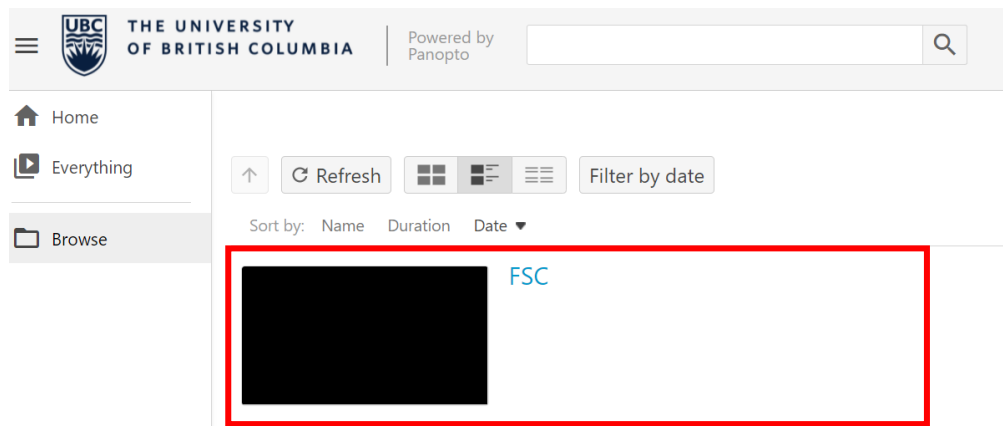 UBC
THE UNIVERSITY
OF BRITISH COLUMBIA
Powered by
Panopto
Home
Everything
Browse
Refresh
Filter by date
Sort by: Name Duration Date
FSC